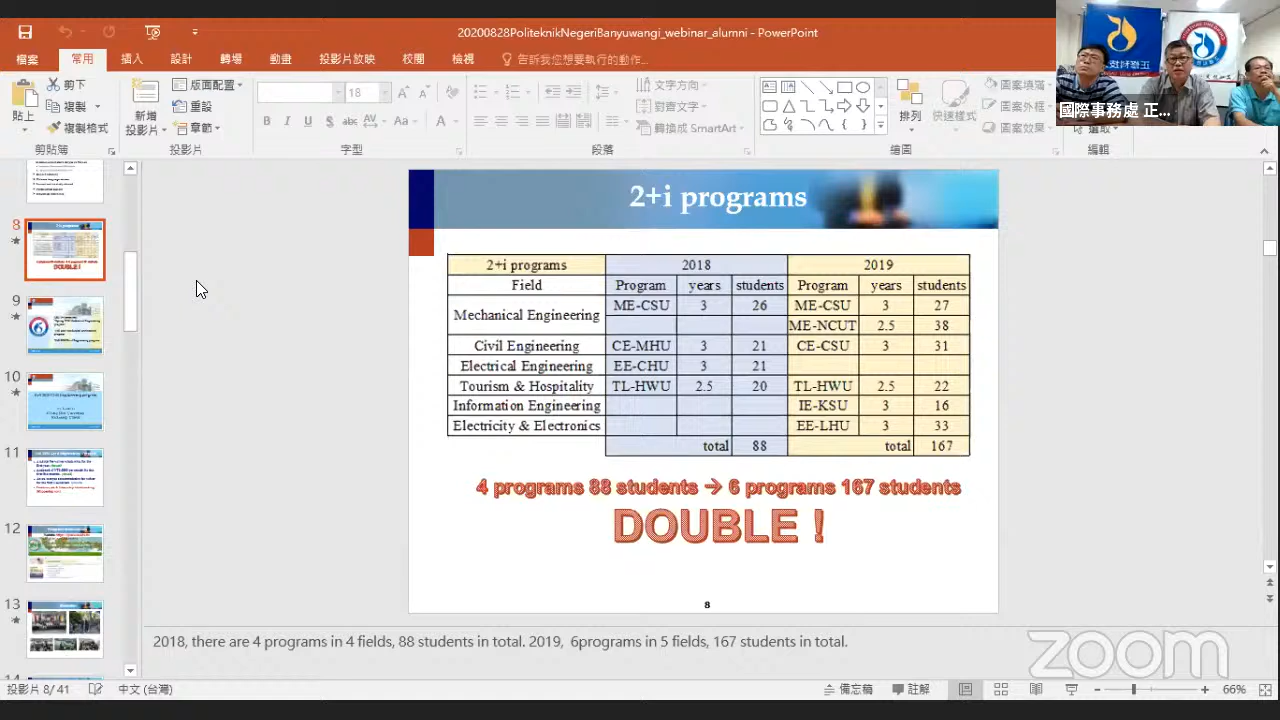 20200828PoliteknikNegeriBanyuwangi_webinar_alumni - PowerPoint
檔案 常用 插入 設計 轉場 動畫 投影片放映 校閱 檢視 告訴我您想要執行的動作...
貼上 剪下 複製 複製格式 剪貼簿
新增投影片 版面配置 重設 章節 投影片
18
B I U S abc AV Aa A 字型
文字方向 對齊文字 轉換成 SmartArt 段落
排列 快速樣式 圖案填滿 圖案外框 圖案效果 繪圖
選取 編輯
國際事務處 正...
8
9
10
11
12
13
2+i programs
2+i programs 2018 2019
Field Program years students Program years students
Mechanical Engineering ME-CSU 3 26 ME-CSU 3 27
ME-NCUT 2.5 38
Civil Engineering CE-MHU 3 21 CE-CSU 3 31
Electrical Engineering EE-CHU 3 21
Tourism & Hospitality TL-HWU 2.5 20 TL-HWU 2.5 22
Information Engineering IE-KSU 3 16
Electricity & Electronics EE-LHU 3 33
total 88 total 167
4 programs 88 students → 6 programs 167 students
DOUBLE !
8
2018, there are 4 programs in 4 fields, 88 students in total. 2019, 6programs in 5 fields, 167 students in total.
zoom
投影片 8/ 41 中文 (台灣) 備忘稿 註解 66%